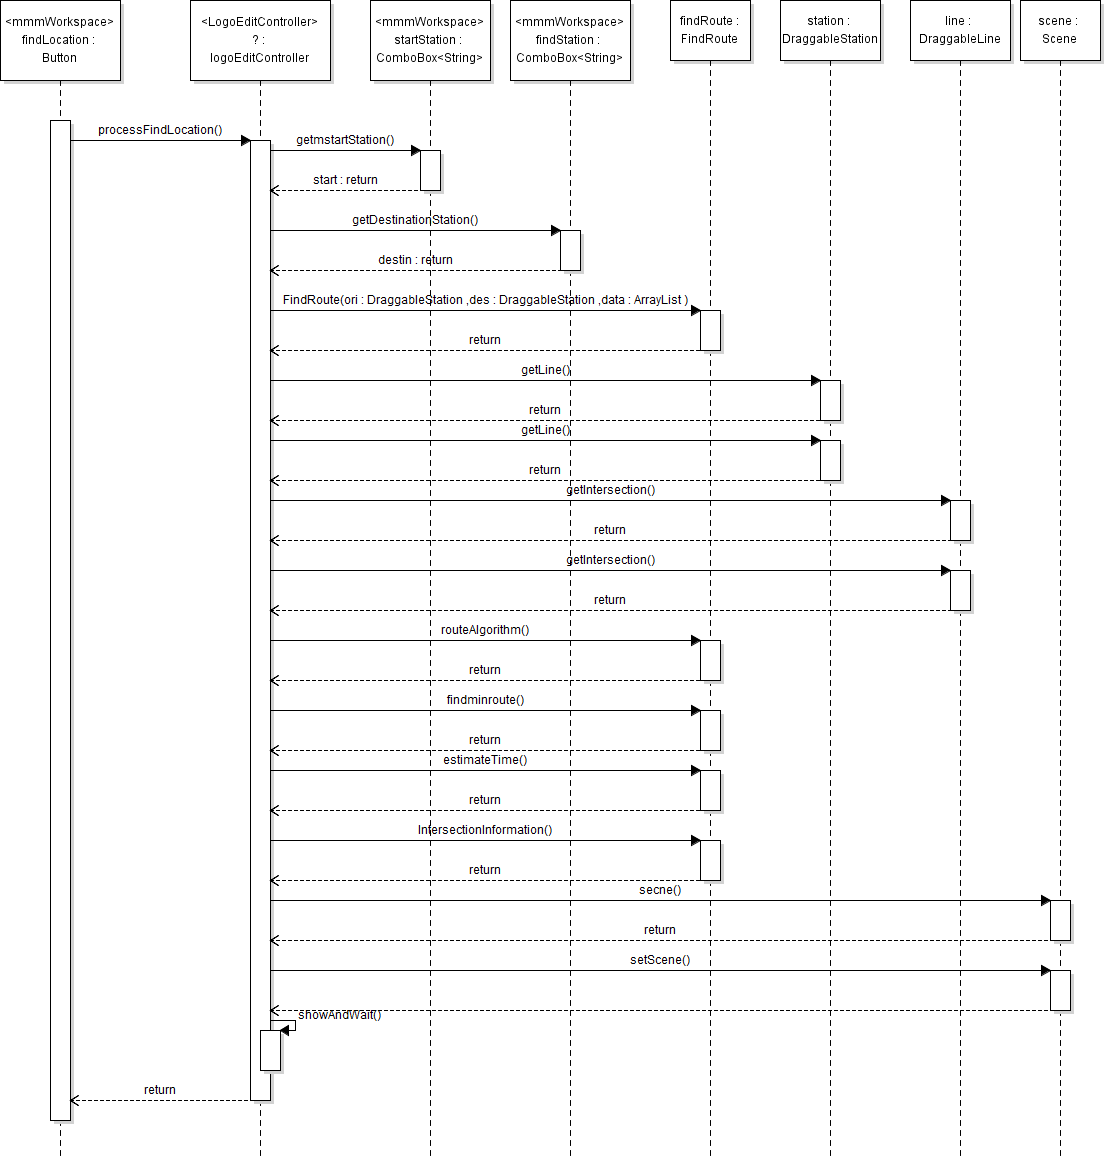 <mmmWorkspace>
findLocation :
Button
<LogoEditController>
? :
logoEditController
<mmmWorkspace>
startStation :
ComboBox<String>
<mmmWorkspace>
findStation :
ComboBox<String>
findRoute :
FindRoute
station :
DraggableStation
line :
DraggableLine
scene :
Scene
processFindLocation()
getmstartStation()
start : return
getDestinationStation()
destin : return
FindRoute(ori : DraggableStation ,des : DraggableStation ,data : ArrayList )
return
getLine()
return
getLine()
return
getIntersection()
return
getIntersection()
return
routeAlgorithm()
return
findminroute()
return
estimateTime()
return
IntersectionInformation()
return
secne()
return
setScene()
showAndWait()
return